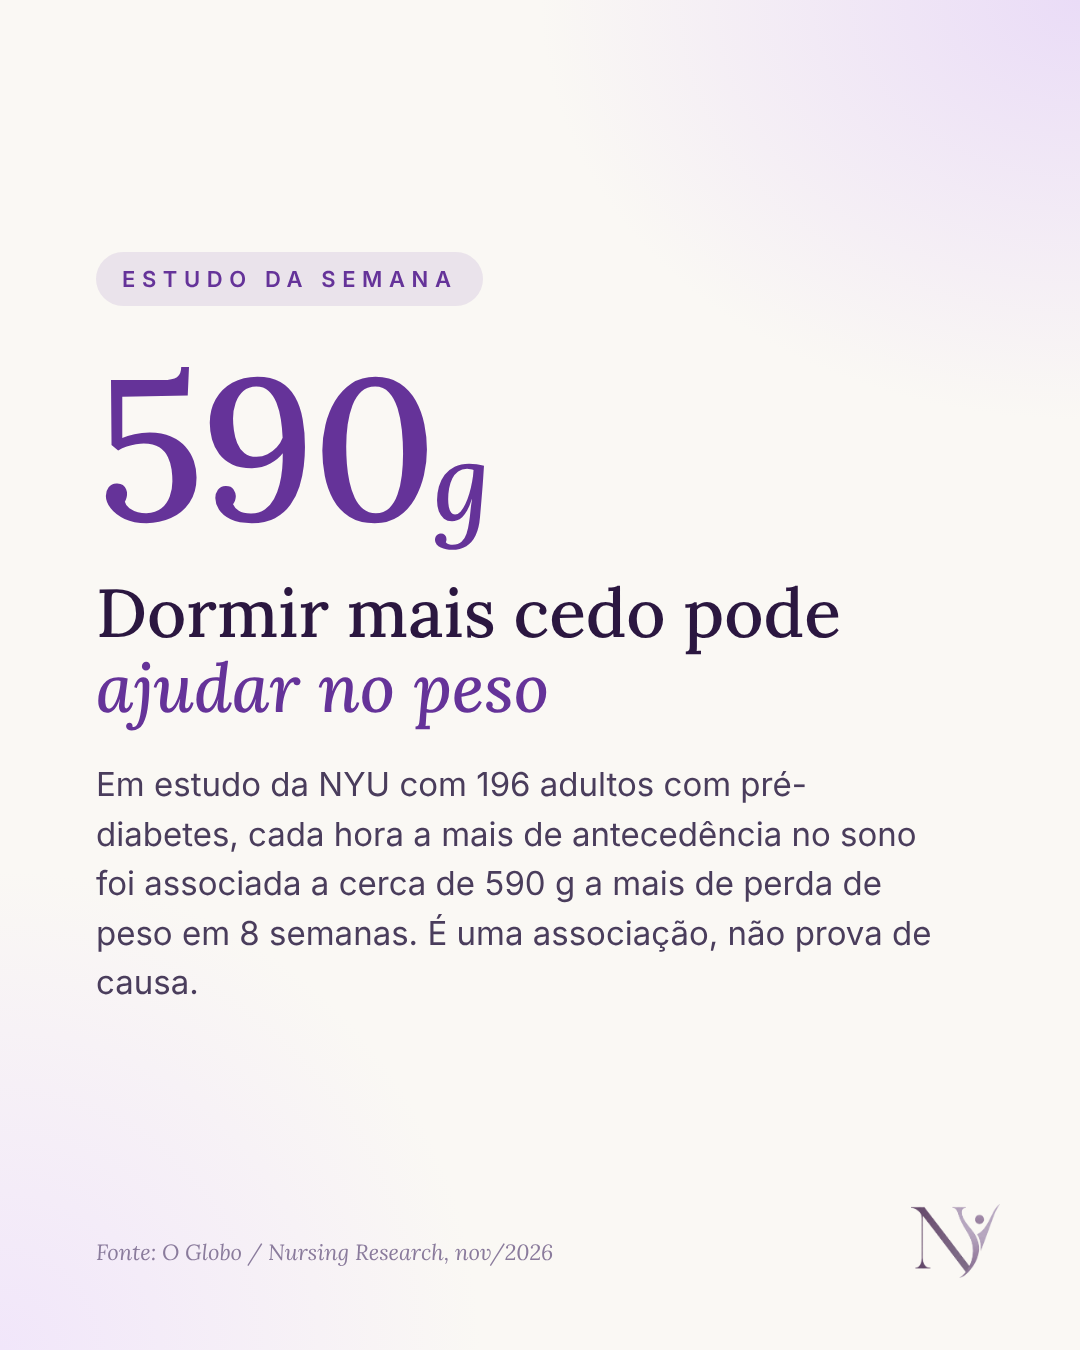 ESTUDO DA SEMANA
590g
Dormir mais cedo pode
ajudar no peso
Em estudo da NYU com 196 adultos com pré-
diabetes, cada hora a mais de antecedência no sono
foi associada a cerca de 590 g a mais de perda de
peso em 8 semanas. É uma associação, não prova de
causa.
Fonte: O Globo / Nursing Research, nov/2026
NY